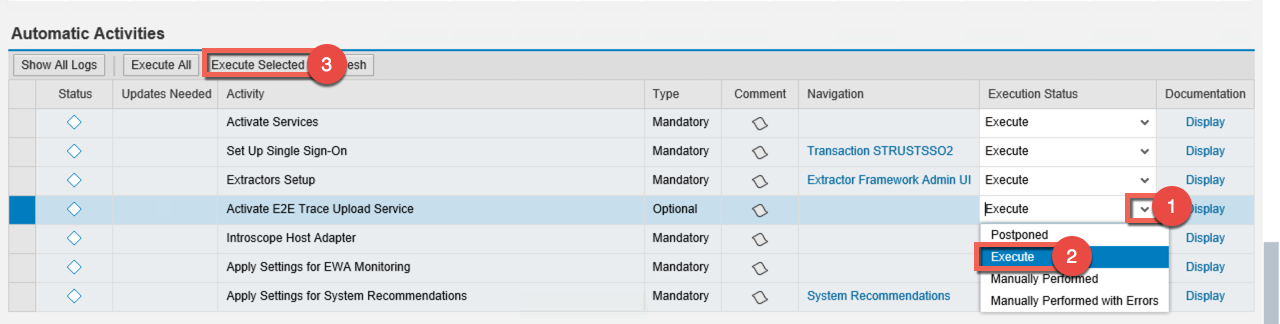 Automatic Activities
Show All Logs Execute All Execute Selected 3 esh
Status Updates Needed Activity Type Comment Navigation Execution Status Documentation
Activate Services Mandatory Execute Display
Set Up Single Sign-On Mandatory Transaction STRUSTSSO2 Execute Display
Extractors Setup Mandatory Extractor Framework Admin UI Execute Display
Activate E2E Trace Upload Service Optional Execute 1 isplay
Introscope Host Adapter Mandatory Postponed Display
Execute 2
Apply Settings for EWA Monitoring Mandatory Manually Performed Display
Apply Settings for System Recommendations Mandatory System Recommendations Manually Performed with Errors Display